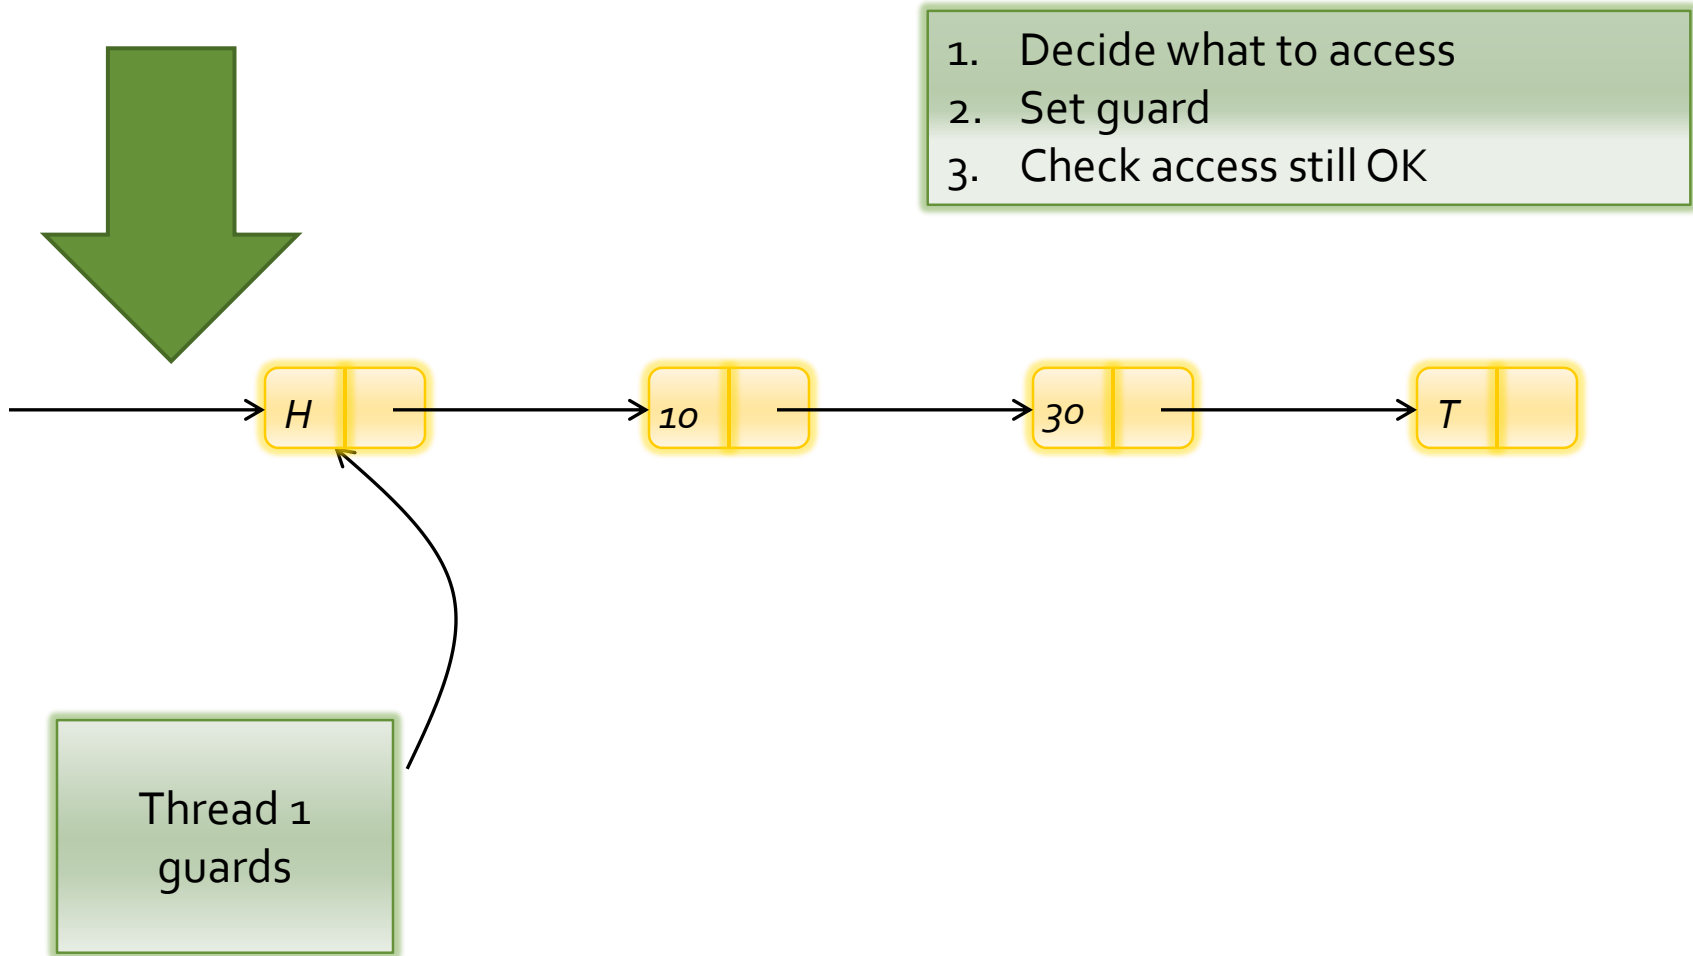 1. Decide what to access
2. Set guard
3. Check access still OK
H
10
30
T
Thread 1
guards